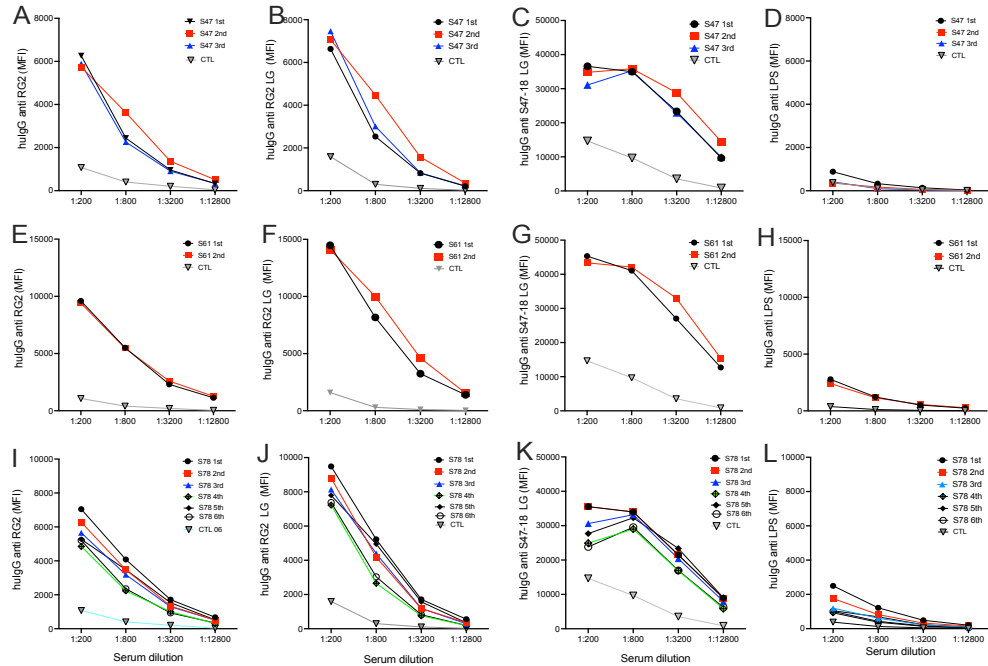 A
huIgG anti RG2 (MFI)
8000
6000
4000
2000
0
1:200 1:800 1:3200 1:12800
S47 1st
S47 2nd
S47 3rd
CTL
B
huIgG anti RG2 LG (MFI)
8000
6000
4000
2000
0
1:200 1:800 1:3200 1:12800
S47 1st
S47 2nd
S47 3rd
CTL
C
huIgG anti S47-18 LG (MFI)
50000
40000
30000
20000
10000
0
1:200 1:800 1:3200 1:12800
S47 1st
S47 2nd
S47 3rd
CTL
D
huIgG anti LPS (MFI)
8000
6000
4000
2000
0
1:200 1:800 1:3200 1:12800
S47 1st
S47 2nd
S47 3rd
CTL
E
huIgG anti RG2 (MFI)
15000
10000
5000
0
1:200 1:800 1:3200 1:12800
S61 1st
S61 2nd
CTL
F
huIgG anti RG2 LG (MFI)
15000
10000
5000
0
1:200 1:800 1:3200 1:12800
S61 1st
S61 2nd
CTL
G
huIgG anti S47-18 LG (MFI)
50000
40000
30000
20000
10000
0
1:200 1:800 1:3200 1:12800
S61 1st
S61 2nd
CTL
H
huIgG anti LPS (MFI)
15000
10000
5000
0
1:200 1:800 1:3200 1:12800
S61 1st
S61 2nd
CTL
I
huIgG anti RG2 (MFI)
10000
8000
6000
4000
2000
0
1:200 1:800 1:3200 1:12800
Serum dilution
S78 1st
S78 2nd
S78 3rd
S78 4th
S78 5th
S78 6th
CTL 06
J
huIgG anti RG2 LG (MFI)
10000
8000
6000
4000
2000
0
1:200 1:800 1:3200 1:12800
Serum dilution
S78 1st
S78 2nd
S78 3rd
S78 4th
S78 5th
S78 6th
CTL
K
huIgG anti S47-18 LG (MFI)
50000
40000
30000
20000
10000
0
1:200 1:800 1:3200 1:12800
Serum dilution
S78 1st
S78 2nd
S78 3rd
S78 4th
S78 5th
S78 6th
CTL
L
huIgG anti LPS (MFI)
10000
8000
6000
4000
2000
0
1:200 1:800 1:3200 1:12800
Serum dilution
S78 1st
S78 2nd
S78 3rd
S78 4th
S78 5th
S78 6th
CTL